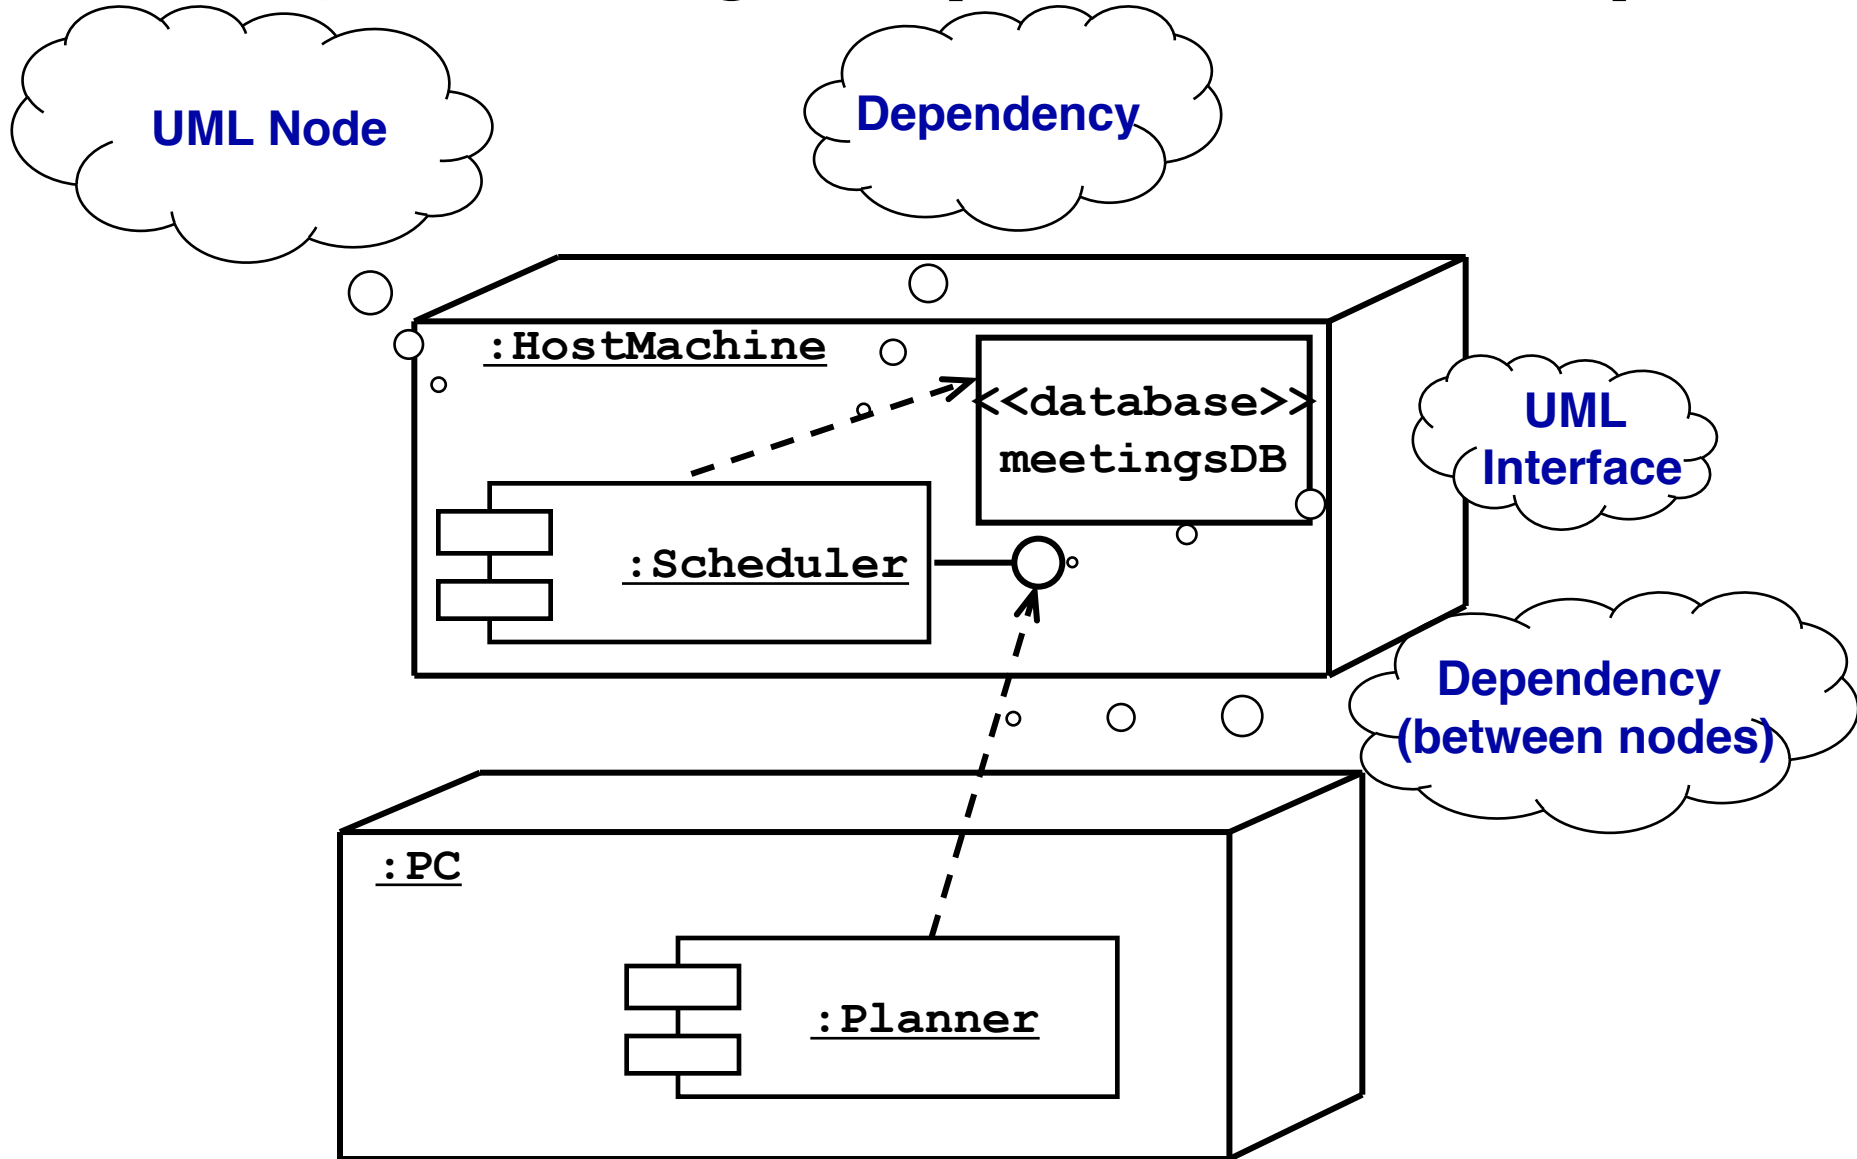 UML Node
Dependency
:HostMachine
<<database>>
meetingsDB
UML
Interface
:Scheduler
Dependency
(between nodes)
:PC
:Planner